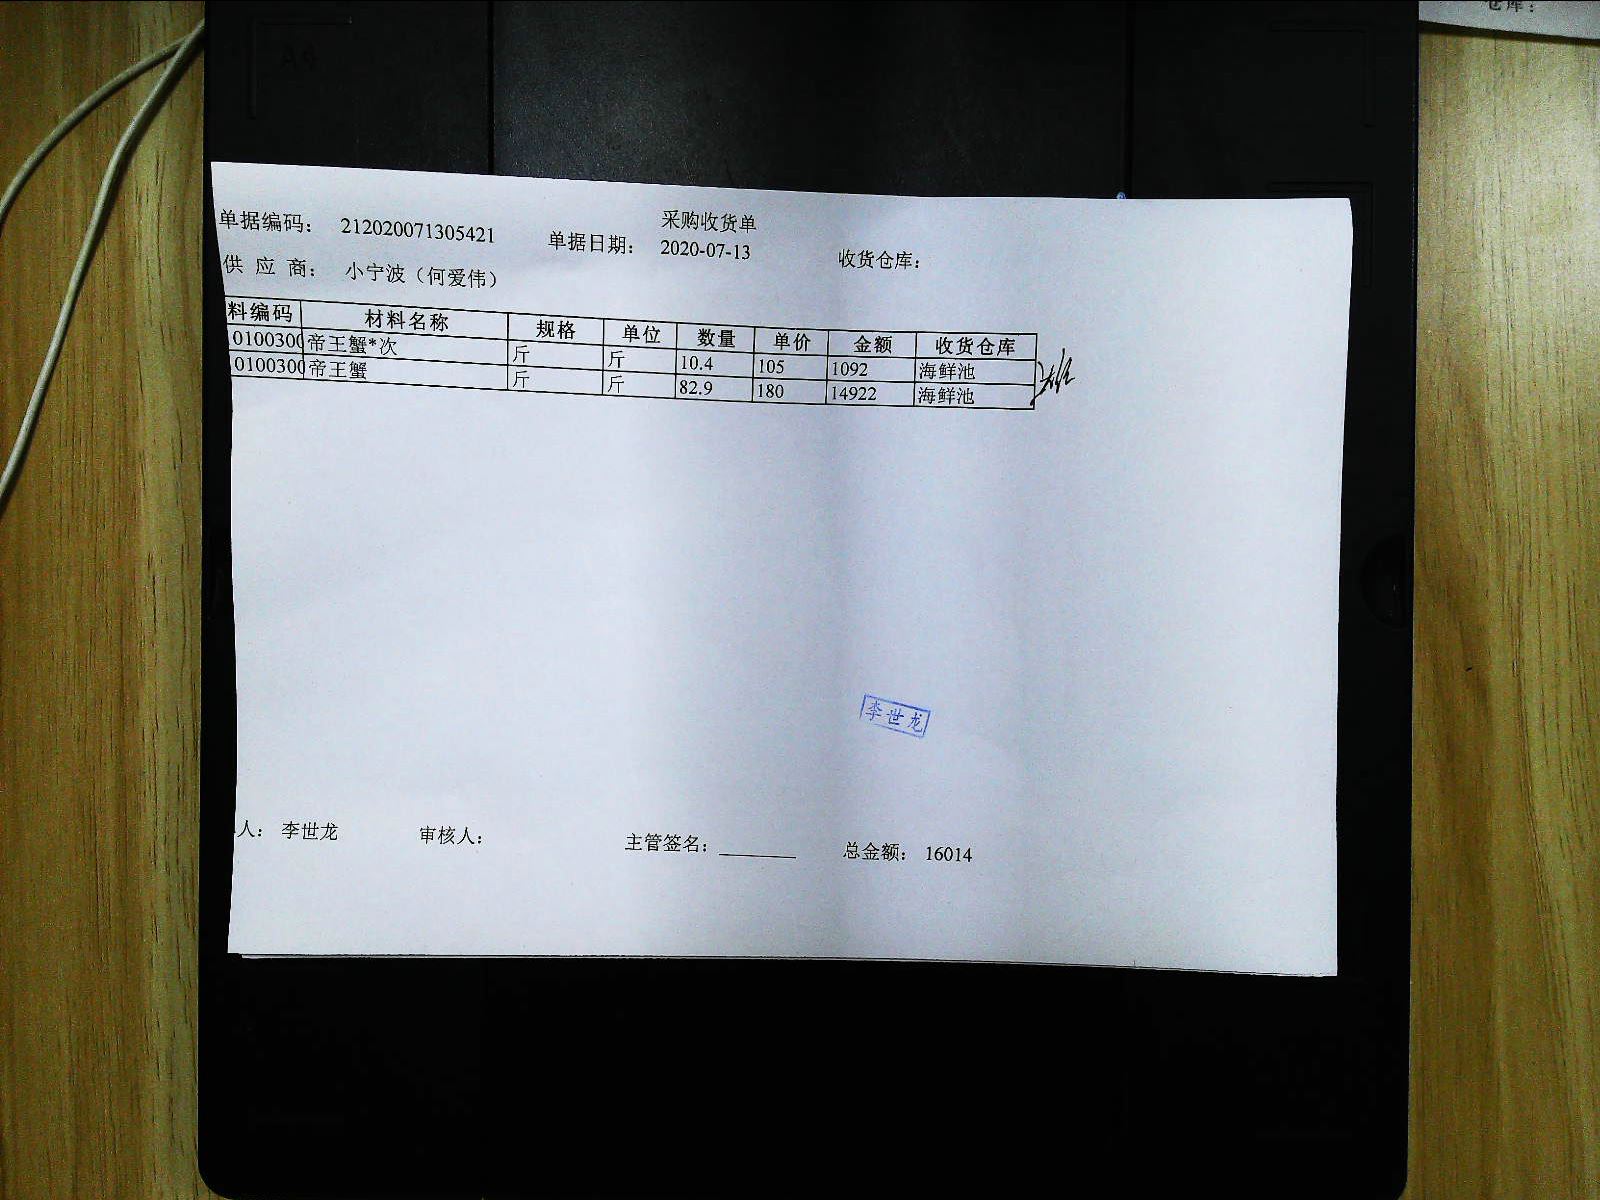 仓库：
A4
采购收货单
单据编码： 212020071305421 单据日期： 2020-07-13 收货仓库：
供 应 商： 小宁波（何爱伟）
料编码 材料名称 规格 单位 数量 单价 金额 收货仓库
0100300 帝王蟹*次 斤 斤 10.4 105 1092 海鲜池
0100300 帝王蟹 斤 斤 82.9 180 14922 海鲜池
李世龙
人： 李世龙 审核人： 主管签名： 总金额： 16014